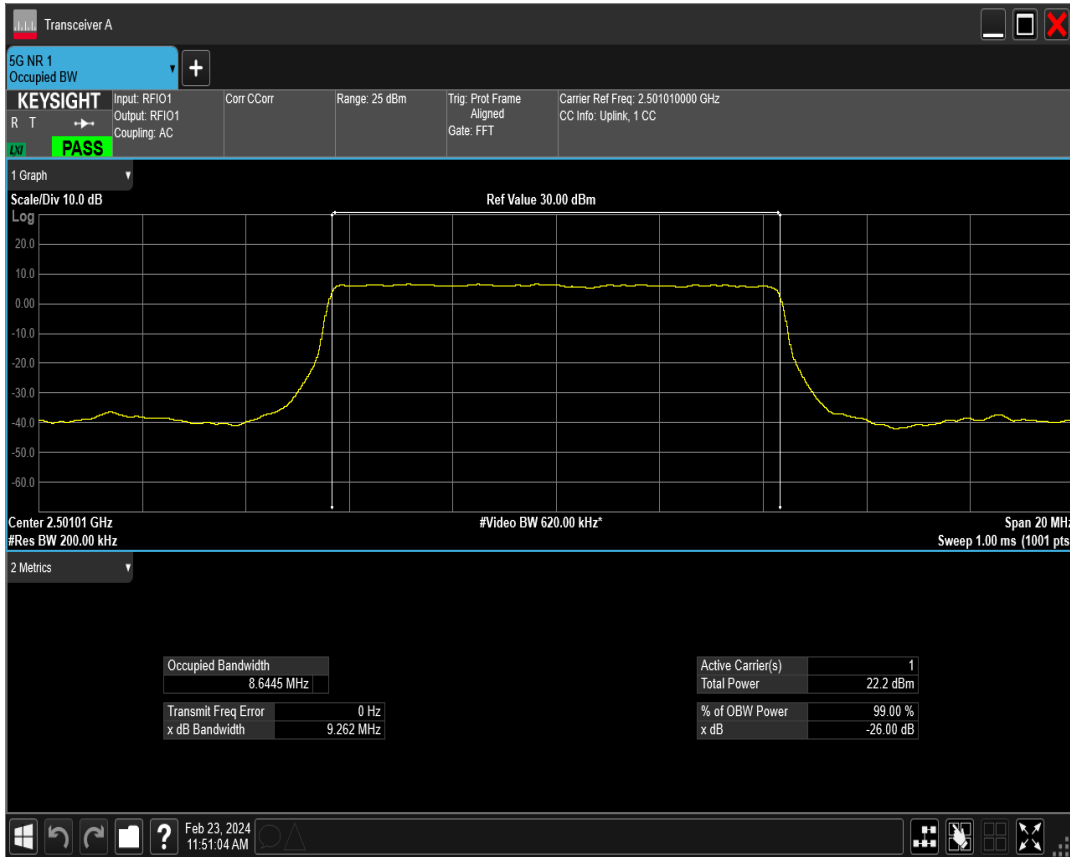 Transceiver A
5G NR 1
Occupied BW
KEYSIGHT
R T
LXI
PASS
Input: RFIO1
Output: RFIO1
Coupling: AC
Corr CCorr
Range: 25 dBm
Trig: Prot Frame
Aligned
Gate: FFT
Carrier Ref Freq: 2.501010000 GHz
CC Info: Uplink, 1 CC
1 Graph
Scale/Div 10.0 dB
Ref Value 30.00 dBm
Log
20.0
10.0
0.00
-10.0
-20.0
-30.0
-40.0
-50.0
-60.0
Center 2.50101 GHz
#Video BW 620.00 kHz*
Span 20 MHz
#Res BW 200.00 kHz
Sweep 1.00 ms (1001 pts
2 Metrics
Occupied Bandwidth
8.6445 MHz
Transmit Freq Error 0 Hz
x dB Bandwidth 9.262 MHz
Active Carrier(s) 1
Total Power 22.2 dBm
% of OBW Power 99.00 %
x dB -26.00 dB
?
Feb 23, 2024
11:51:04 AM